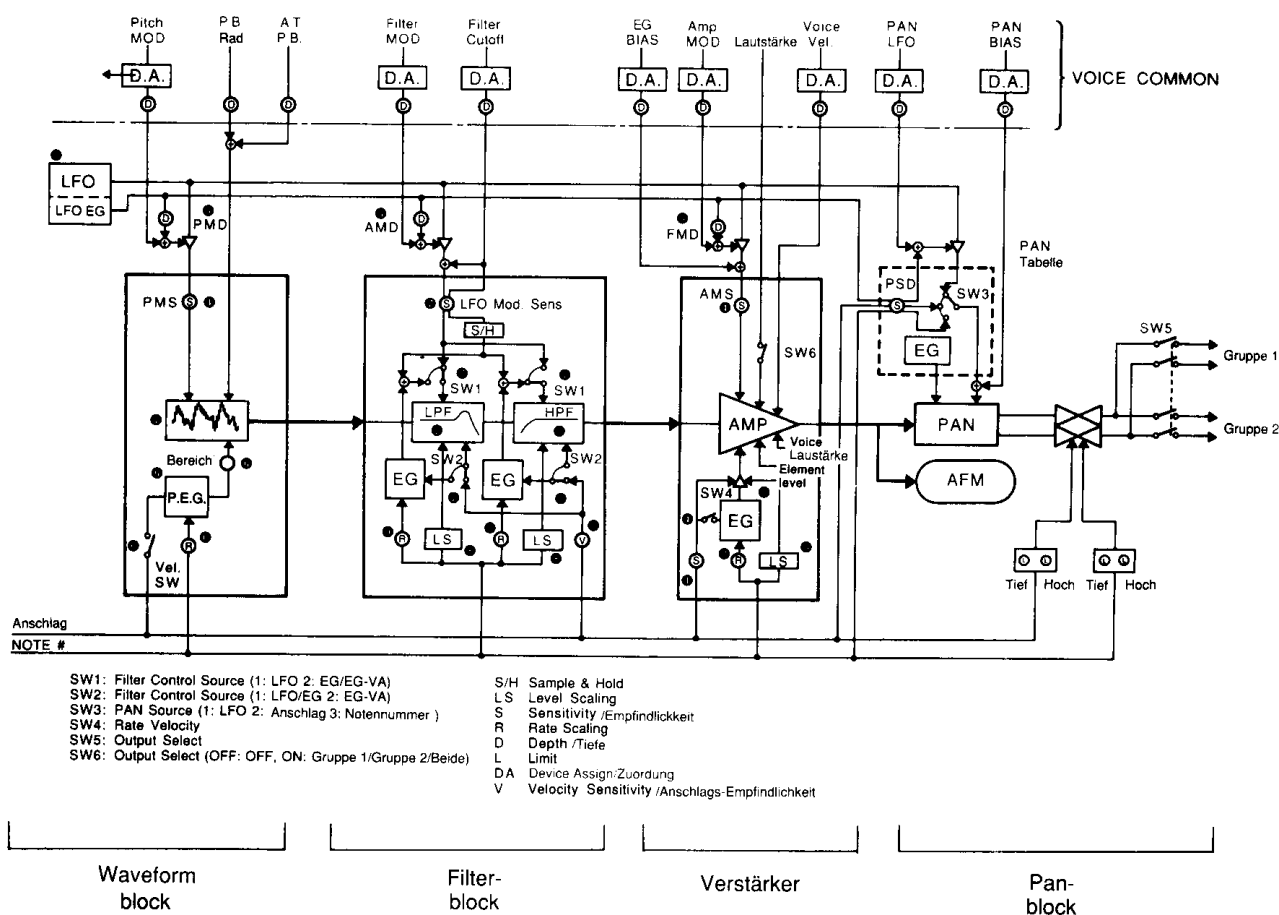 Pitch MOD
P B Rad
A T P B.
Filter MOD
Filter Cutoff
EG BIAS
Amp MOD
Lautstärke
Voice Vel.
PAN LFO
PAN BIAS
D.A.
D.A.
D.A.
D.A.
D.A.
D.A.
D.A.
D.A.
VOICE COMMON
D
D
D
D
D
D
D
D
D
D
LFO
LFO EG
D
PMD
D
AMD
D
FMD
PAN Tabelle
PMS
S
S
LFO Mod. Sens
S/H
AMS
S
SW6
PSD
S
SW3
EG
SW5
Gruppe 1
Gruppe 2
SW1
SW1
LPF
HPF
AMP
PAN
AFM
Bereich
SW2
SW2
Voice Lautstärke
Element level
P.E.G.
EG
EG
SW4
EG
R
R
LS
R
LS
V
S
R
LS
Vel. SW
L L
L L
Tief Hoch
Tief Hoch
Anschlag
NOTE #
SW1: Filter Control Source (1: LFO 2: EG/EG-VA)
SW2: Filter Control Source (1: LFO/EG 2: EG-VA)
SW3: PAN Source (1: LFO 2: Anschlag 3: Notennummer )
SW4: Rate Velocity
SW5: Output Select
SW6: Output Select (OFF: OFF, ON: Gruppe 1/Gruppe 2/Beide)
S/H Sample & Hold
LS Level Scaling
S Sensitivity /Empfindlickkeit
R Rate Scaling
D Depth /Tiefe
L Limit
DA Device Assign/Zuordung
V Velocity Sensitivity /Anschlags-Empfindlichkeit
Waveform block
Filter-block
Verstärker
Pan-block